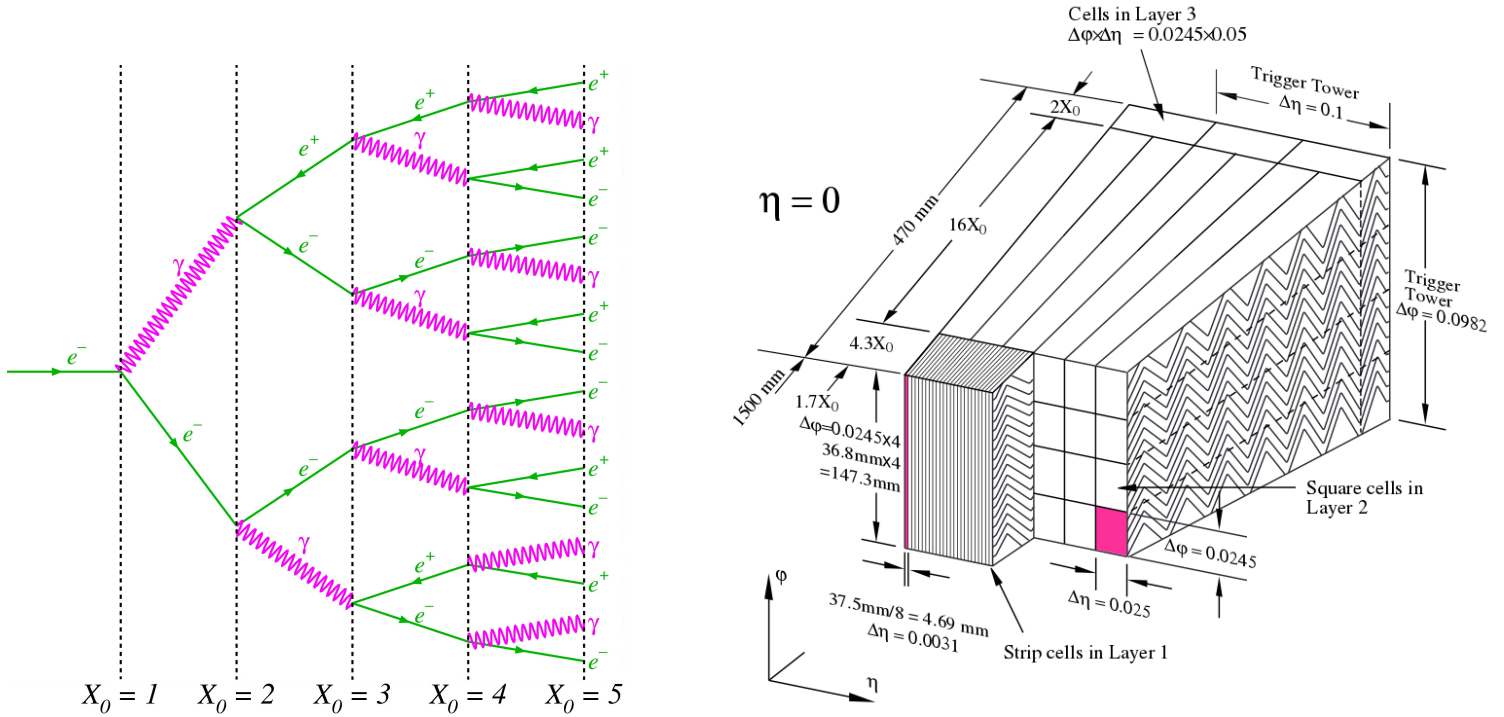 e⁻
γ
e⁻
e⁺
e⁻
e⁻
γ
e⁺
γ
e⁻
γ
e⁻
γ
e⁺
e⁻
e⁺
γ
e⁺
e⁻
e⁻
γ
e⁺
e⁻
e⁻
γ
e⁺
e⁻
γ
e⁺
γ
e⁻
X₀ = 1
X₀ = 2
X₀ = 3
X₀ = 4
X₀ = 5
Cells in Layer 3
Δφ×Δη = 0.0245×0.05
Trigger Tower
Δη = 0.1
2X₀
η = 0
470 mm
16X₀
Trigger
Tower
Δφ = 0.0982
4.3X₀
1500 mm
1.7X₀
Δφ=0.0245x4
36.8mmx4
=147.3mm
Square cells in
Layer 2
Δφ = 0.0245
Δη = 0.025
37.5mm/8 = 4.69 mm
Δη = 0.0031
Strip cells in Layer 1
φ
η